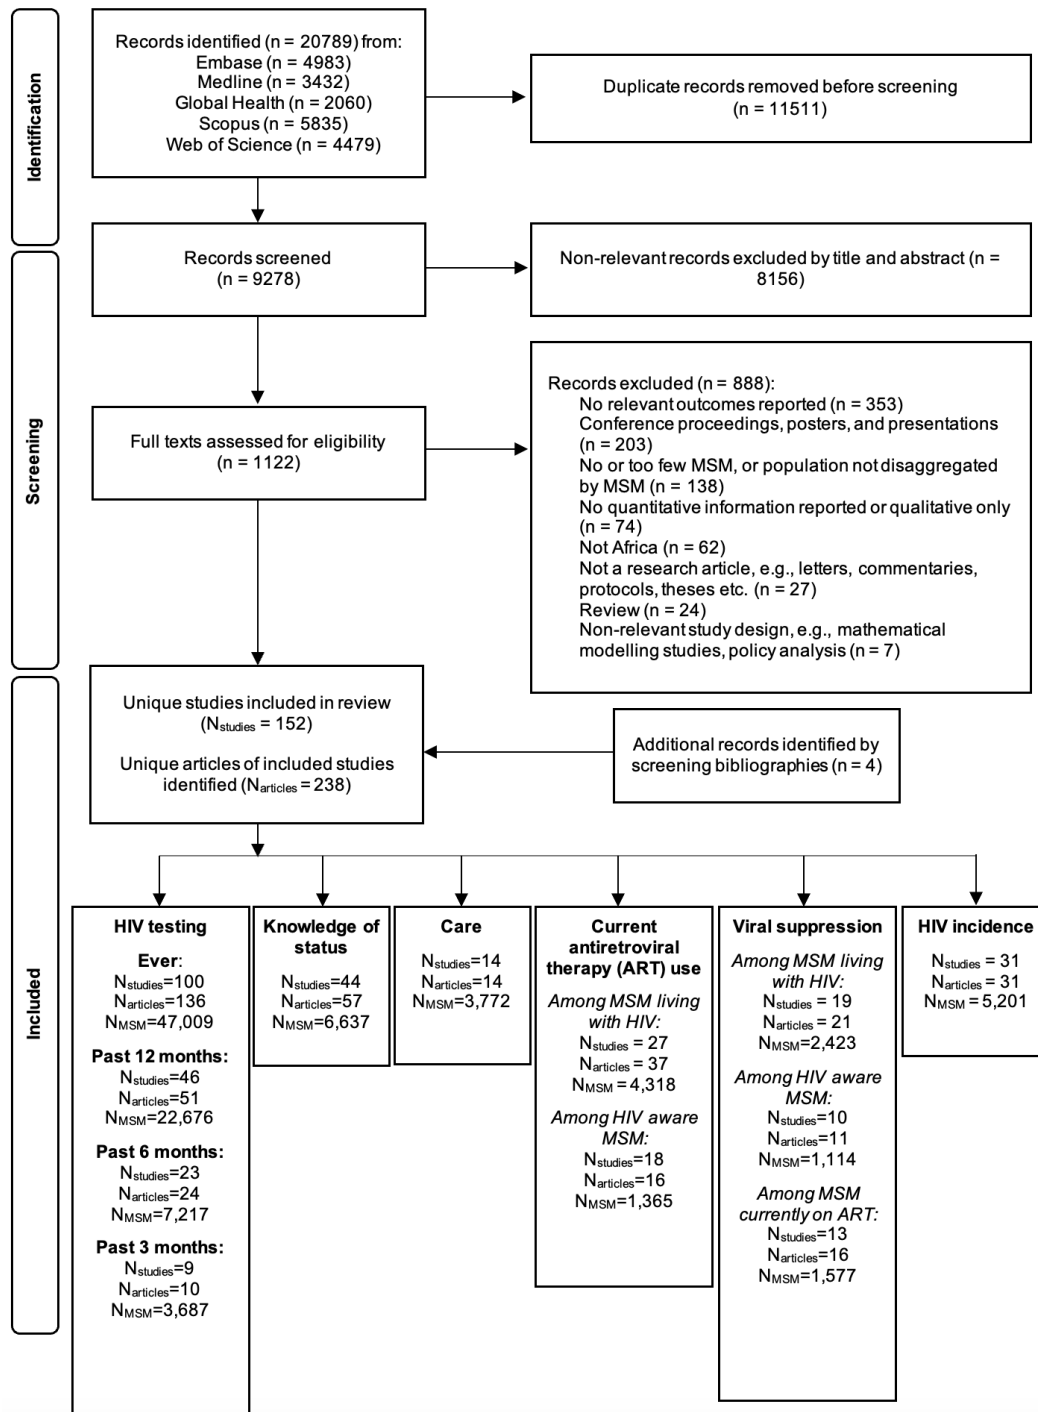 Identification
Records identified (n = 20789) from:
Embase (n = 4983)
Medline (n = 3432)
Global Health (n = 2060)
Scopus (n = 5835)
Web of Science (n = 4479)
Duplicate records removed before screening
(n = 11511)
Screening
Records screened
(n = 9278)
Non-relevant records excluded by title and abstract (n =
8156)
Full texts assessed for eligibility
(n = 1122)
Records excluded (n = 888):
No relevant outcomes reported (n = 353)
Conference proceedings, posters, and presentations
(n = 203)
No or too few MSM, or population not disaggregated
by MSM (n = 138)
No quantitative information reported or qualitative only
(n = 74)
Not Africa (n = 62)
Not a research article, e.g., letters, commentaries,
protocols, theses etc. (n = 27)
Review (n = 24)
Non-relevant study design, e.g., mathematical
modelling studies, policy analysis (n = 7)
Included
Unique studies included in review
(Nstudies = 152)
Unique articles of included studies
identified (Narticles = 238)
Additional records identified by
screening bibliographies (n = 4)
HIV testing
Ever:
Nstudies=100
Narticles=136
NMSM=47,009
Past 12 months:
Nstudies=46
Narticles=51
NMSM=22,676
Past 6 months:
Nstudies=23
Narticles=24
NMSM=7,217
Past 3 months:
Nstudies=9
Narticles=10
NMSM=3,687
Knowledge of
status
Nstudies=44
Narticles=57
NMSM=6,637
Care
Nstudies=14
Narticles=14
NMSM=3,772
Current
antiretroviral
therapy (ART) use
Among MSM living
with HIV:
Nstudies = 27
Narticles = 37
NMSM = 4,318
Among HIV aware
MSM:
Nstudies=18
Narticles=16
NMSM=1,365
Viral suppression
Among MSM living
with HIV:
Nstudies = 19
Narticles = 21
NMSM=2,423
Among HIV aware
MSM:
Nstudies=10
Narticles=11
NMSM=1,114
Among MSM
currently on ART:
Nstudies=13
Narticles=16
NMSM=1,577
HIV incidence
Nstudies = 31
Narticles = 31
NMSM = 5,201